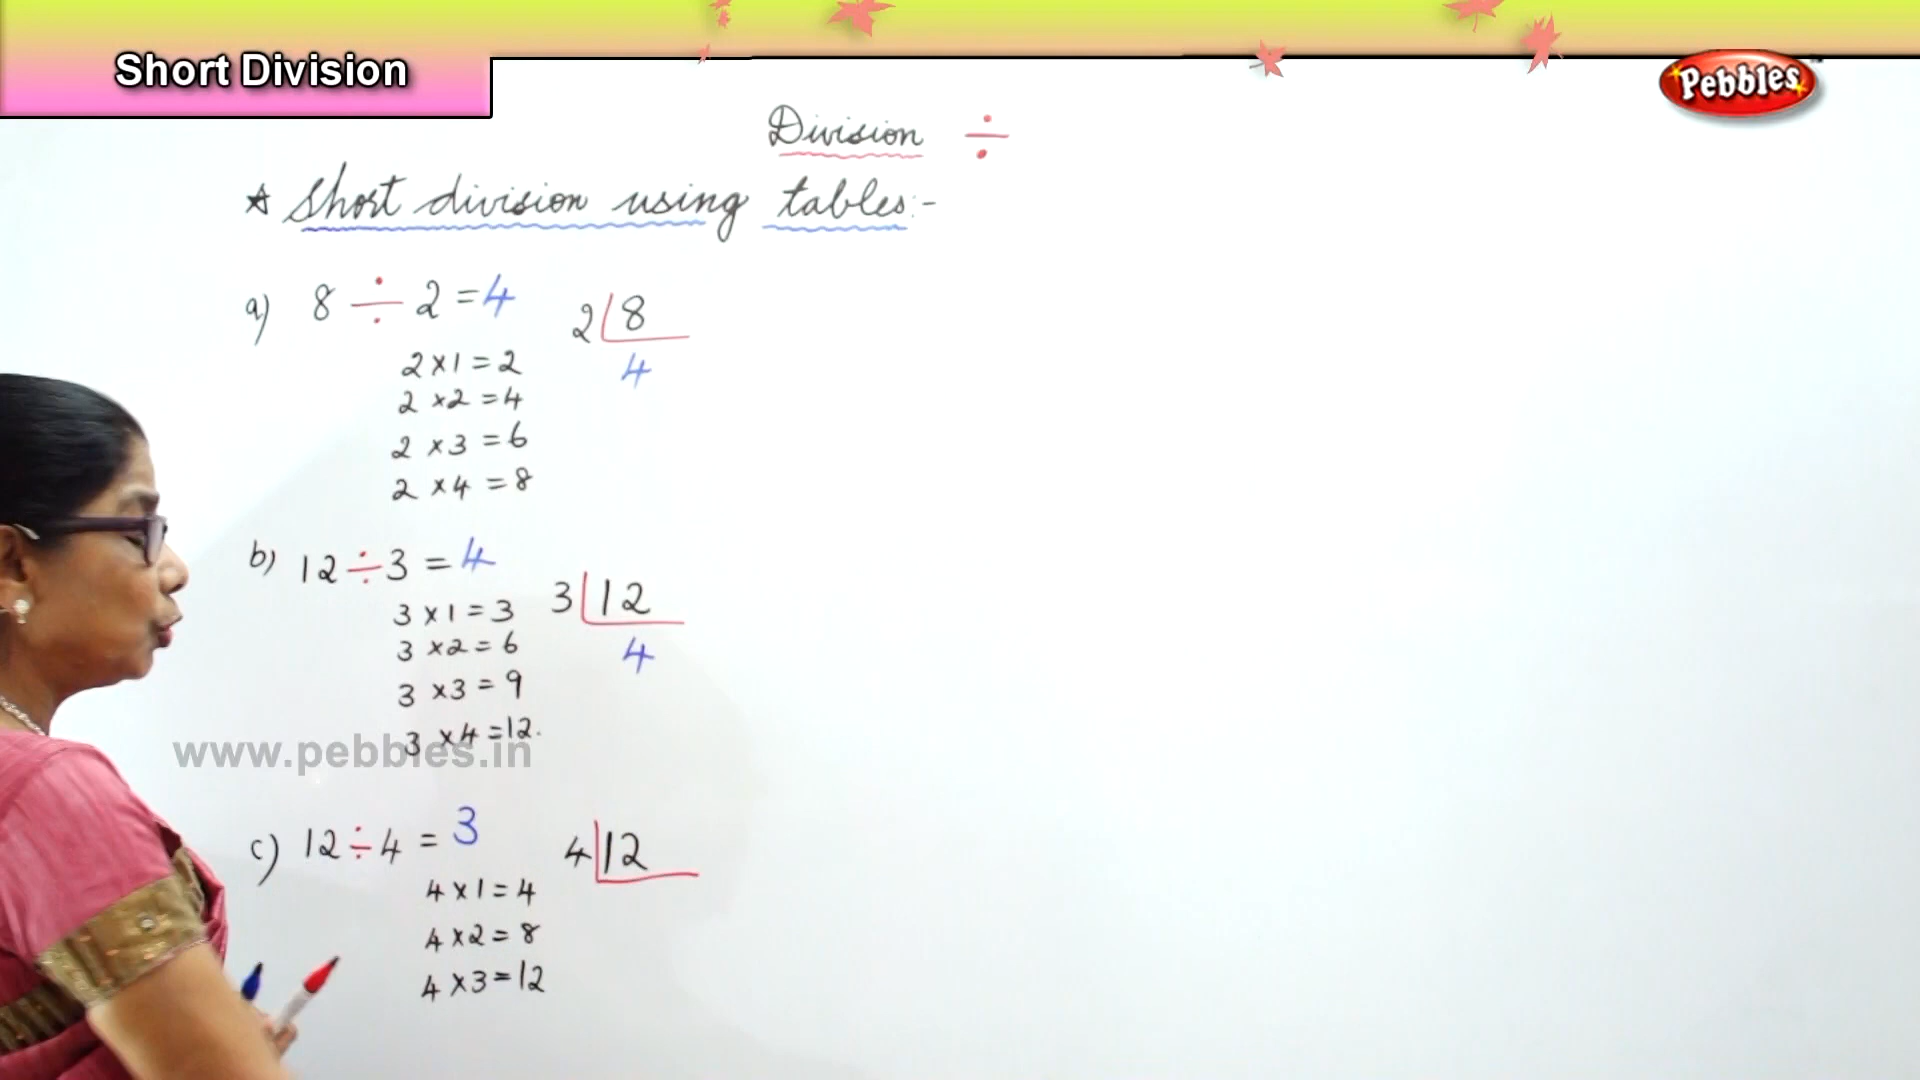 Short Division
Pebbles
Division ÷
* Short division using tables:-
a) 8 ÷ 2 = 4
2 8
4
2 × 1 = 2
2 × 2 = 4
2 × 3 = 6
2 × 4 = 8
b) 12 ÷ 3 = 4
3 12
4
3 × 1 = 3
3 × 2 = 6
3 × 3 = 9
3 × 4 = 12.
www.pebbles.in
c) 12 ÷ 4 = 3
4 12
4 × 1 = 4
4 × 2 = 8
4 × 3 = 12